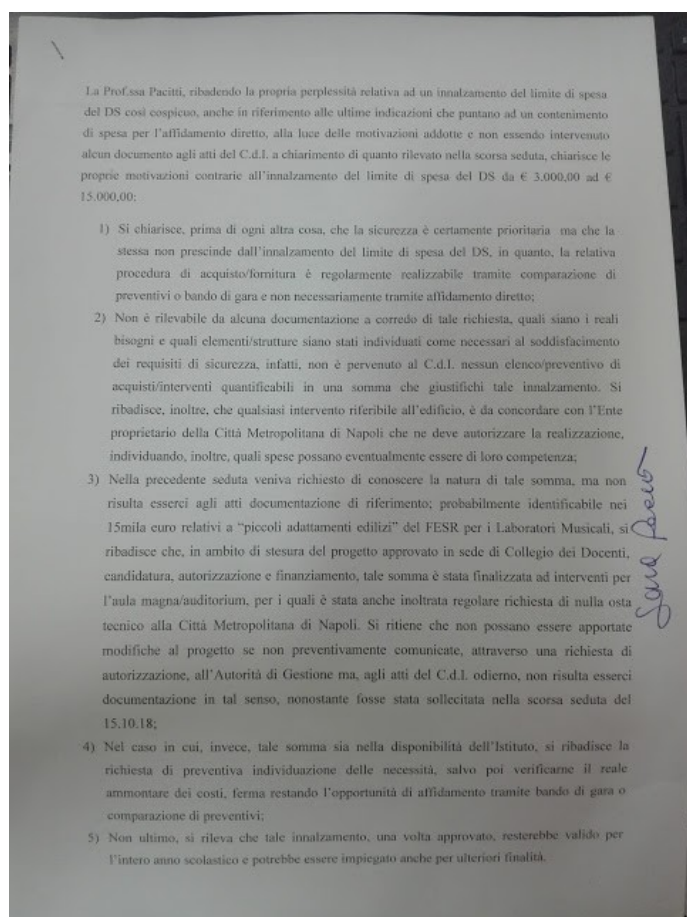 La Prof.ssa Pacitti, ribadendo la propria perplessità relativa ad un innalzamento del limite di spesa
del DS così cospicuo, anche in riferimento alle ultime indicazioni che puntano ad un contenimento
di spesa per l'affidamento diretto, alla luce delle motivazioni addotte e non essendo intervenuto
alcun documento agli atti del C.d.I. a chiarimento di quanto rilevato nella scorsa seduta, chiarisce le
proprie motivazioni contrarie all'innalzamento del limite di spesa del DS da € 3.000,00 ad €
15.000,00:
1) Si chiarisce, prima di ogni altra cosa, che la sicurezza è certamente prioritaria ma che la
stessa non prescinde dall'innalzamento del limite di spesa del DS, in quanto, la relativa
procedura di acquisto/fornitura è regolarmente realizzabile tramite comparazione di
preventivi o bando di gara e non necessariamente tramite affidamento diretto;
2) Non è rilevabile da alcuna documentazione a corredo di tale richiesta, quali siano i reali
bisogni e quali elementi/strutture siano stati individuati come necessari al soddisfacimento
dei requisiti di sicurezza, infatti, non è pervenuto al C.d.I. nessun elenco/preventivo di
acquisti/interventi quantificabili in una somma che giustifichi tale innalzamento. Si
ribadisce, inoltre, che qualsiasi intervento riferibile all'edificio, è da concordare con l'Ente
proprietario della Città Metropolitana di Napoli che ne deve autorizzare la realizzazione,
individuando, inoltre, quali spese possano eventualmente essere di loro competenza;
3) Nella precedente seduta veniva richiesto di conoscere la natura di tale somma, ma non
risulta esserci agli atti documentazione di riferimento; probabilmente identificabile nei
15mila euro relativi a "piccoli adattamenti edilizi" del FESR per i Laboratori Musicali, si
ribadisce che, in ambito di stesura del progetto approvato in sede di Collegio dei Docenti,
candidatura, autorizzazione e finanziamento, tale somma è stata finalizzata ad interventi per
l'aula magna/auditorium, per i quali è stata anche inoltrata regolare richiesta di nulla osta
tecnico alla Città Metropolitana di Napoli. Si ritiene che non possano essere apportate
modifiche al progetto se non preventivamente comunicate, attraverso una richiesta di
autorizzazione, all'Autorità di Gestione ma, agli atti del C.d.I. odierno, non risulta esserci
documentazione in tal senso, nonostante fosse stata sollecitata nella scorsa seduta del
15.10.18;
4) Nel caso in cui, invece, tale somma sia nella disponibilità dell'Istituto, si ribadisce la
richiesta di preventiva individuazione delle necessità, salvo poi verificarne il reale
ammontare dei costi, ferma restando l'opportunità di affidamento tramite bando di gara o
comparazione di preventivi;
5) Non ultimo, si rileva che tale innalzamento, una volta approvato, resterebbe valido per
l'intero anno scolastico e potrebbe essere impiegato anche per ulteriori finalità.